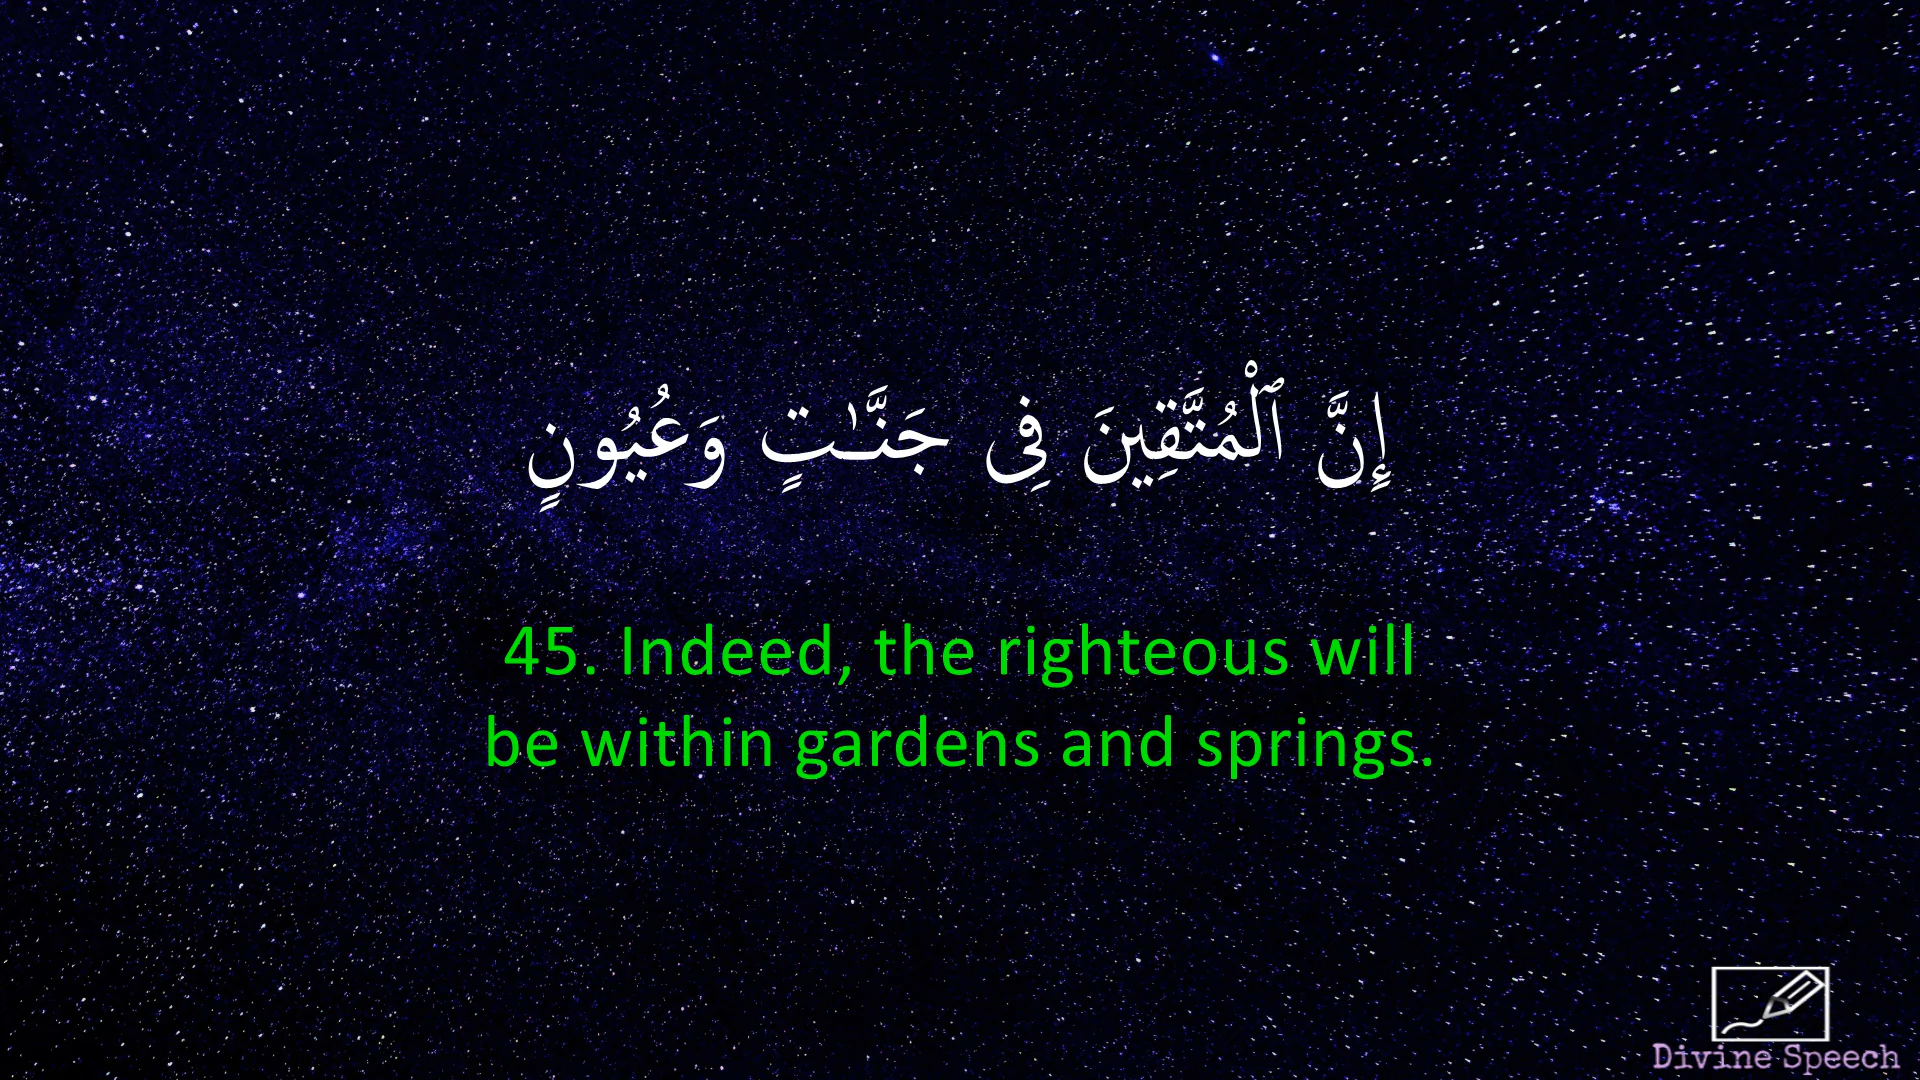 إِنَّ ٱلْمُتَّقِينَ فِى جَنَّـٰتٍ وَعُيُونٍ
45. Indeed, the righteous will
be within gardens and springs.
Divine Speech